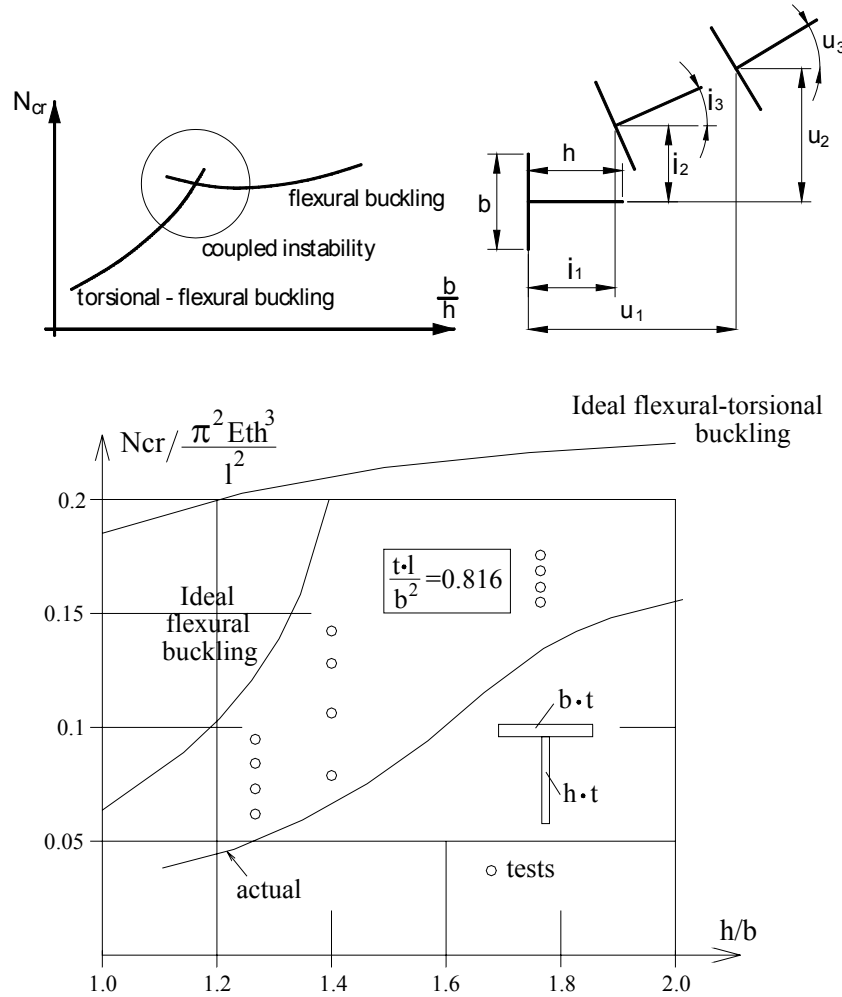 N_cr
flexural buckling
coupled instability
torsional - flexural buckling
b/h
h
b
i_1
u_1
i_2
i_3
u_2
u_3
Ncr / π² Eth³ / l²
Ideal flexural-torsional
buckling
0.2
0.15
0.1
0.05
Ideal
flexural
buckling
t·l / b² =0.816
b·t
h·t
tests
actual
h/b
1.0
1.2
1.4
1.6
1.8
2.0